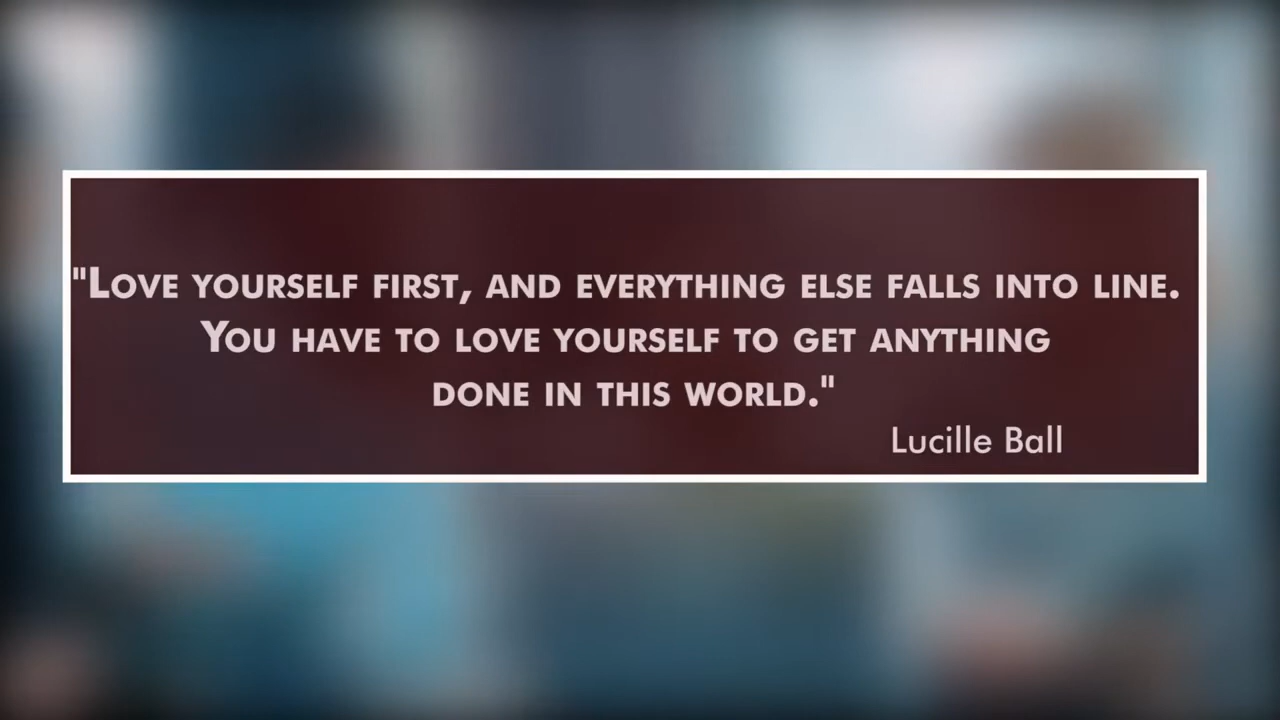 "Love yourself first, and everything else falls into line.
You have to love yourself to get anything
done in this world."
Lucille Ball